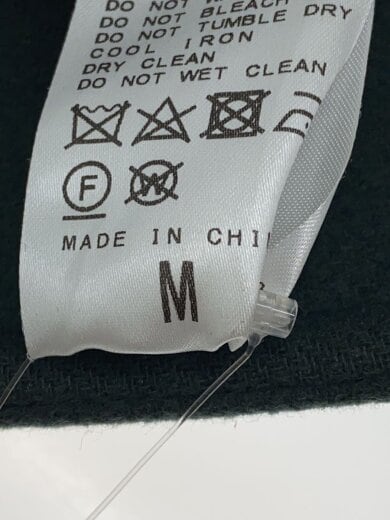 DO NOT
DO NOT BLEACH
DO NOT TUMBLE DRY
COOL IRON
DRY CLEAN
DO NOT WET CLEAN
F W
MADE IN CHI
M